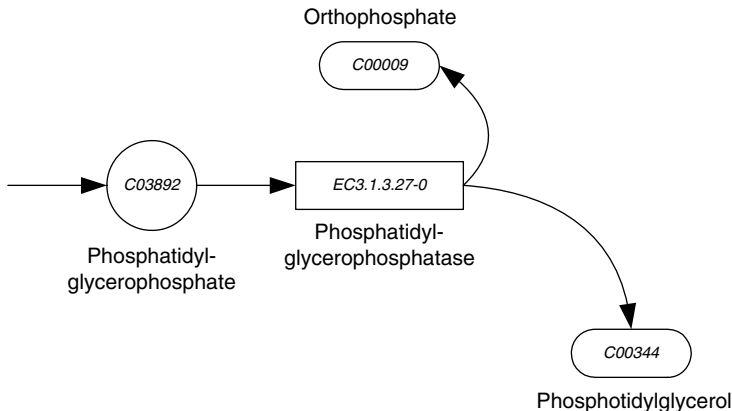 Orthophosphate
C00009
C03892
EC3.1.3.27-0
Phosphatidyl-
glycerophosphate
Phosphatidyl-
glycerophosphatase
C00344
Phosphotidylglycerol